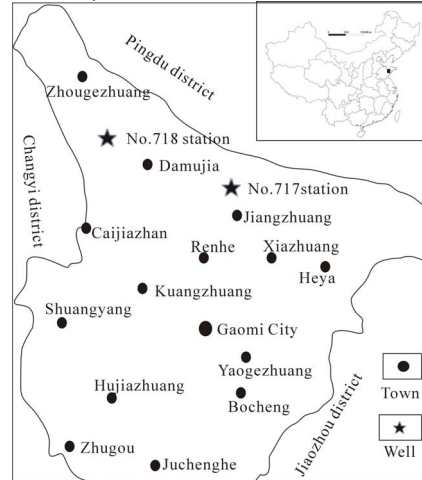 Pingdu district
Zhougezhuang
No.718 station
Changyi district
Damujia
No.717station
Jiangzhuang
Caijiazhan
Renhe
Xiazhuang
Heya
Kuangzhuang
Shuangyang
Gaomi City
Yaogezhuang
Hujiazhuang
Bocheng
Town
Jiaozhou district
Well
Zhugou
Juchenghe